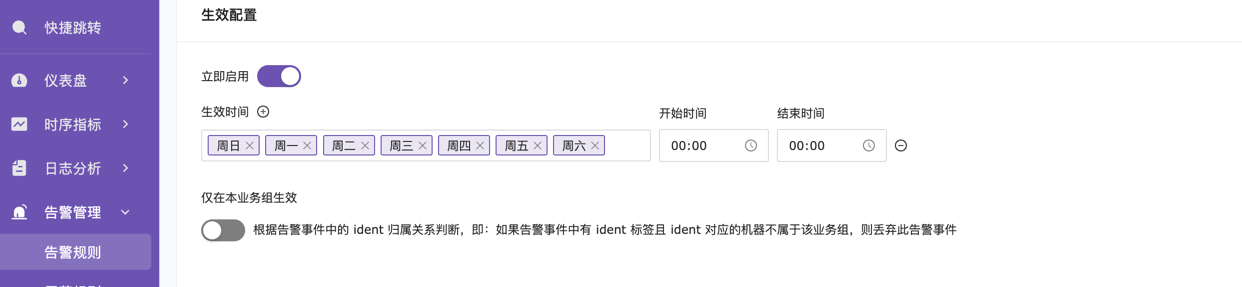 快捷跳转
仪表盘
时序指标
日志分析
告警管理
告警规则
生效配置
立即启用
生效时间 开始时间 结束时间
周日 周一 周二 周三 周四 周五 周六 00:00 00:00
仅在本业务组生效
根据告警事件中的 ident 归属关系判断，即：如果告警事件中有 ident 标签且 ident 对应的机器不属于该业务组，则丢弃此告警事件